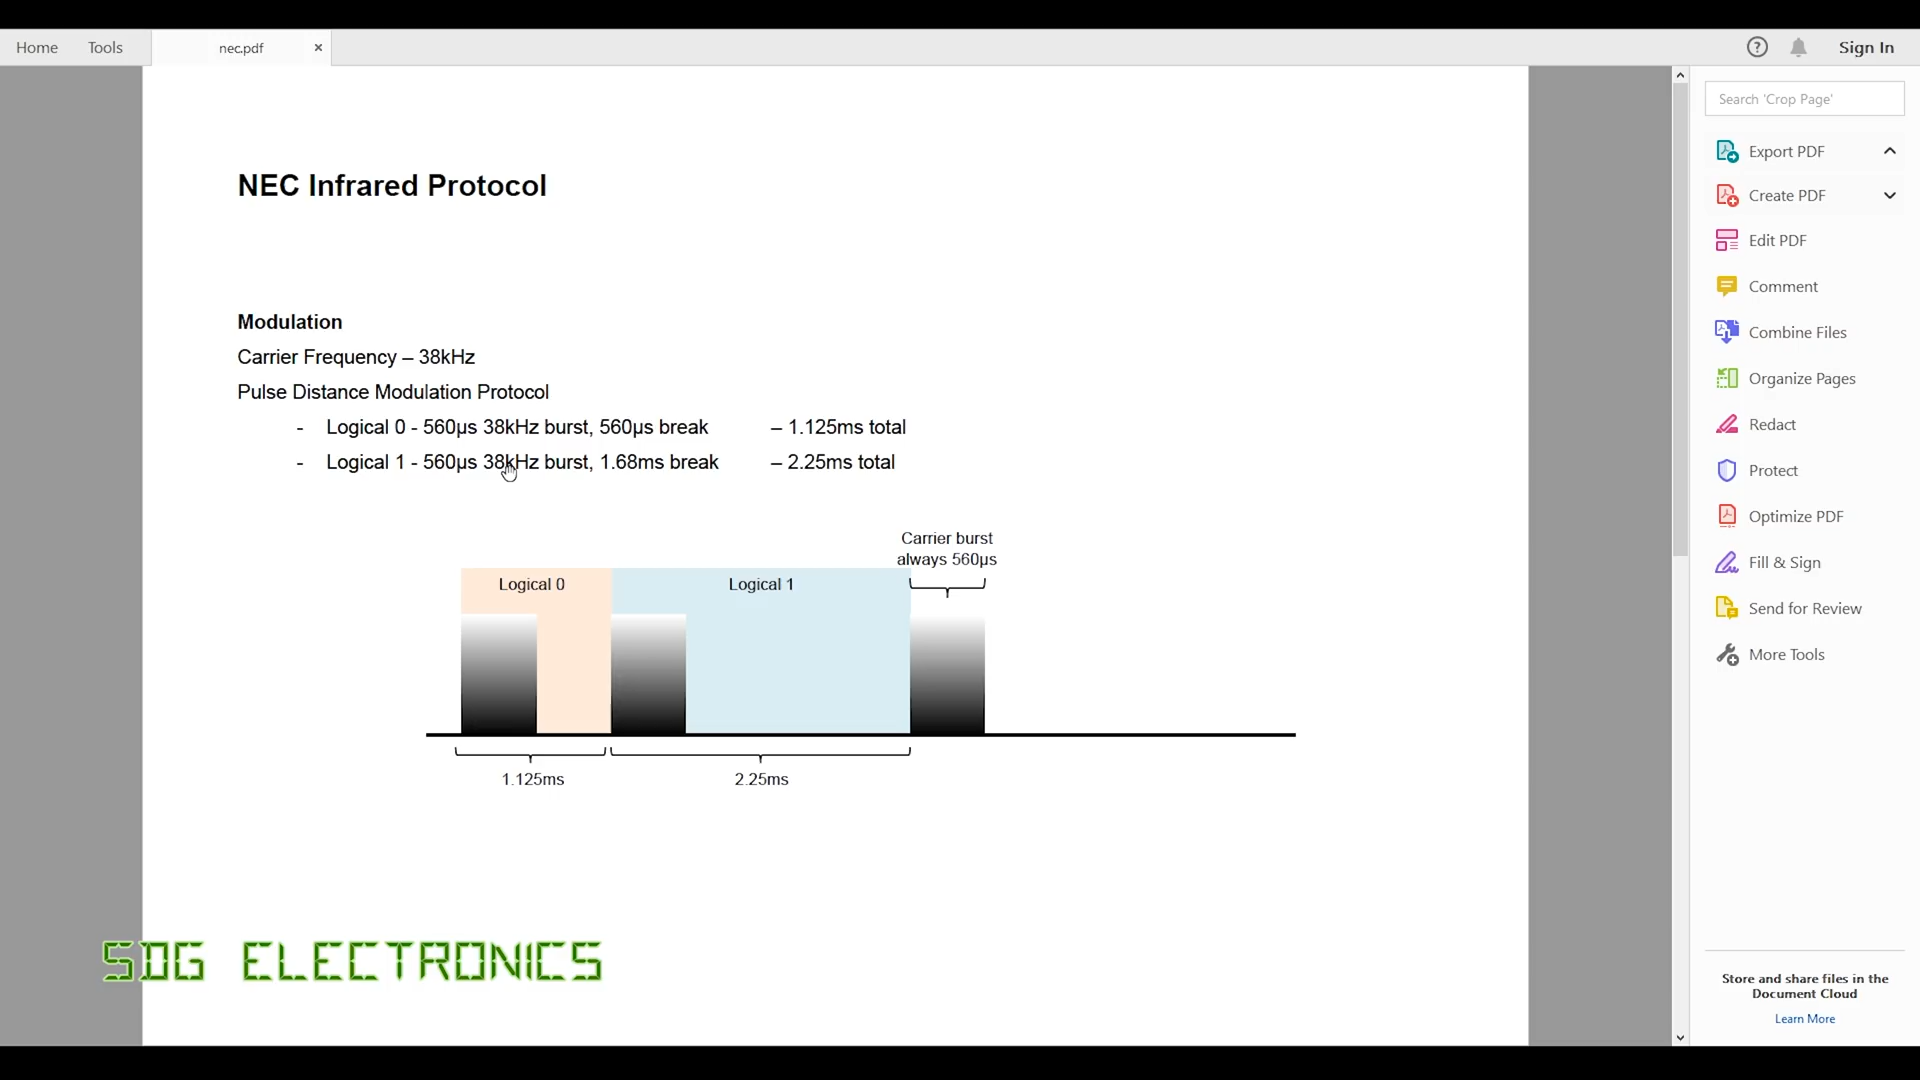 Home
Tools
nec.pdf
Sign In
Search 'Crop Page'
Export PDF
Create PDF
Edit PDF
Comment
Combine Files
Organize Pages
Redact
Protect
Optimize PDF
Fill & Sign
Send for Review
More Tools
Store and share files in the
Document Cloud
Learn More
NEC Infrared Protocol
Modulation
Carrier Frequency – 38kHz
Pulse Distance Modulation Protocol
- Logical 0 - 560µs 38kHz burst, 560µs break – 1.125ms total
- Logical 1 - 560µs 38kHz burst, 1.68ms break – 2.25ms total
Carrier burst
always 560µs
Logical 0
Logical 1
1.125ms
2.25ms
SDG ELECTRONICS